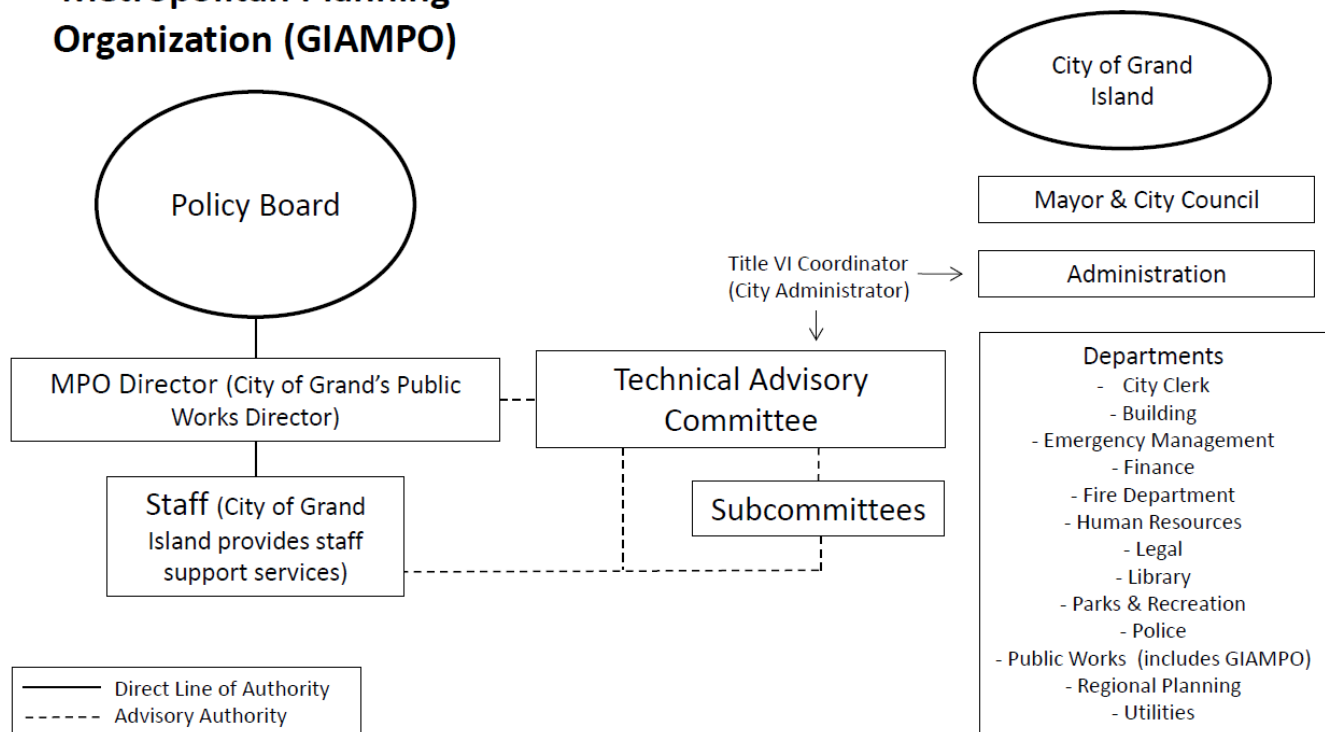 Metropolitan Planning
Organization (GIAMPO)
Policy Board
MPO Director (City of Grand's Public
Works Director)
Staff (City of Grand
Island provides staff
support services)
Title VI Coordinator
(City Administrator)
Technical Advisory
Committee
Subcommittees
City of Grand
Island
Mayor & City Council
Administration
Departments
- City Clerk
- Building
- Emergency Management
- Finance
- Fire Department
- Human Resources
- Legal
- Library
- Parks & Recreation
- Police
- Public Works (includes GIAMPO)
- Regional Planning
- Utilities
Direct Line of Authority
Advisory Authority